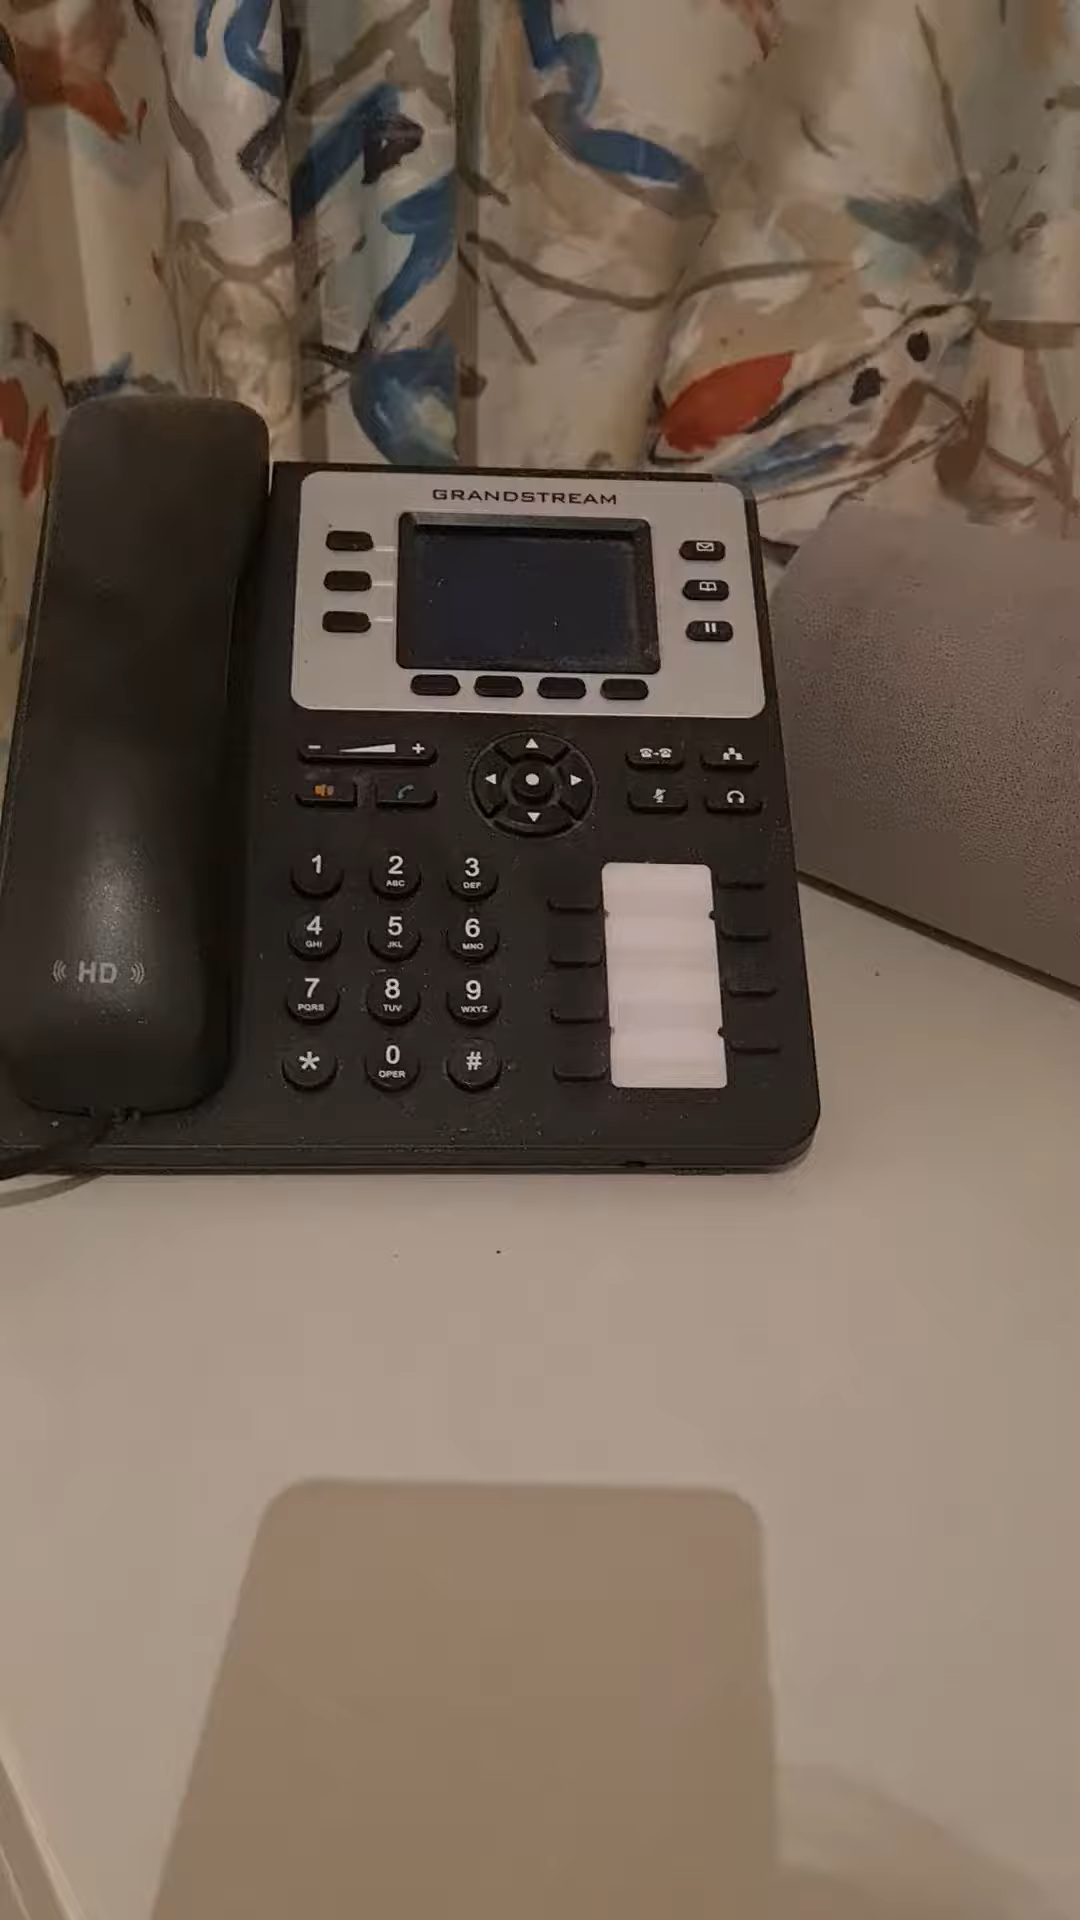 GRANDSTREAM
- +
1 2 ABC 3 DEF
4 GHI 5 JKL 6 MNO
7 PQRS 8 TUV 9 WXYZ
* 0 OPER #
HD